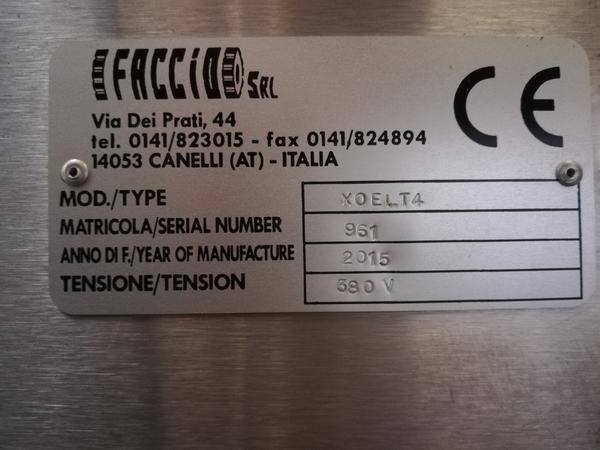 FACCIO SRL
CE
Via Dei Prati, 44
tel. 0141/823015 - fax 0141/824894
14053 CANELLI (AT) - ITALIA
MOD./TYPE XOELT4
MATRICOLA/SERIAL NUMBER 961
ANNO DI F./YEAR OF MANUFACTURE 2015
TENSIONE/TENSION 380 V